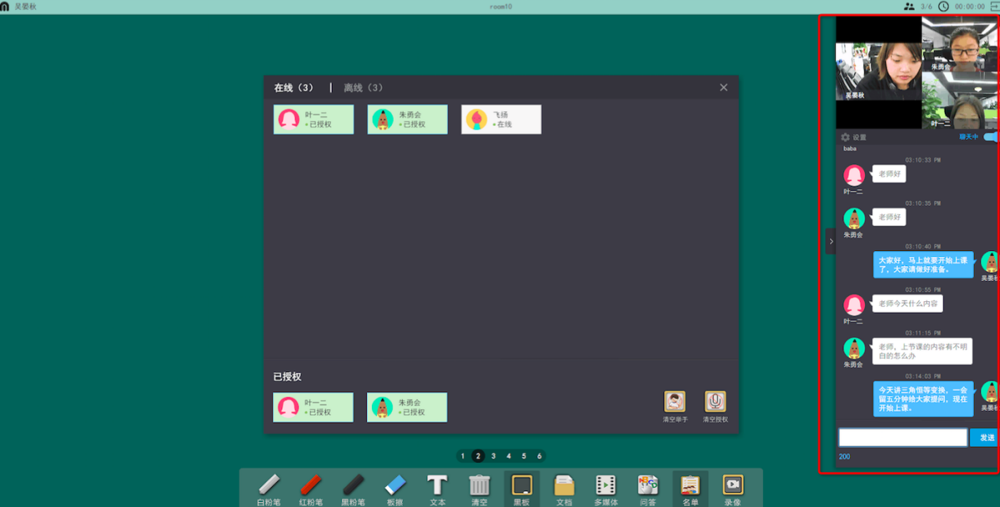 吴晏秋
room10
3/6
00:00:00
在线（3） | 离线（3）
叶一二
已授权
朱勇会
已授权
飞扬
在线
已授权
叶一二
已授权
朱勇会
已授权
清空举手
清空授权
1 2 3 4 5 6
白粉笔
红粉笔
黑粉笔
板擦
文本
清空
黑板
文档
多媒体
问答
名单
录像
朱勇会
吴晏秋
叶一二
设置
聊天中
baba
03:10:33 PM
老师好
叶一二
03:10:35 PM
老师好
朱勇会
03:10:40 PM
大家好，马上就要开始上课
了，大家请做好准备。
吴晏秋
03:10:55 PM
老师今天什么内容
叶一二
03:11:15 PM
老师，上节课的内容有不明
白的怎么办
朱勇会
03:14:03 PM
今天讲三角恒等变换，一会
留五分钟给大家提问，现在
开始上课。
吴晏秋
发送
200